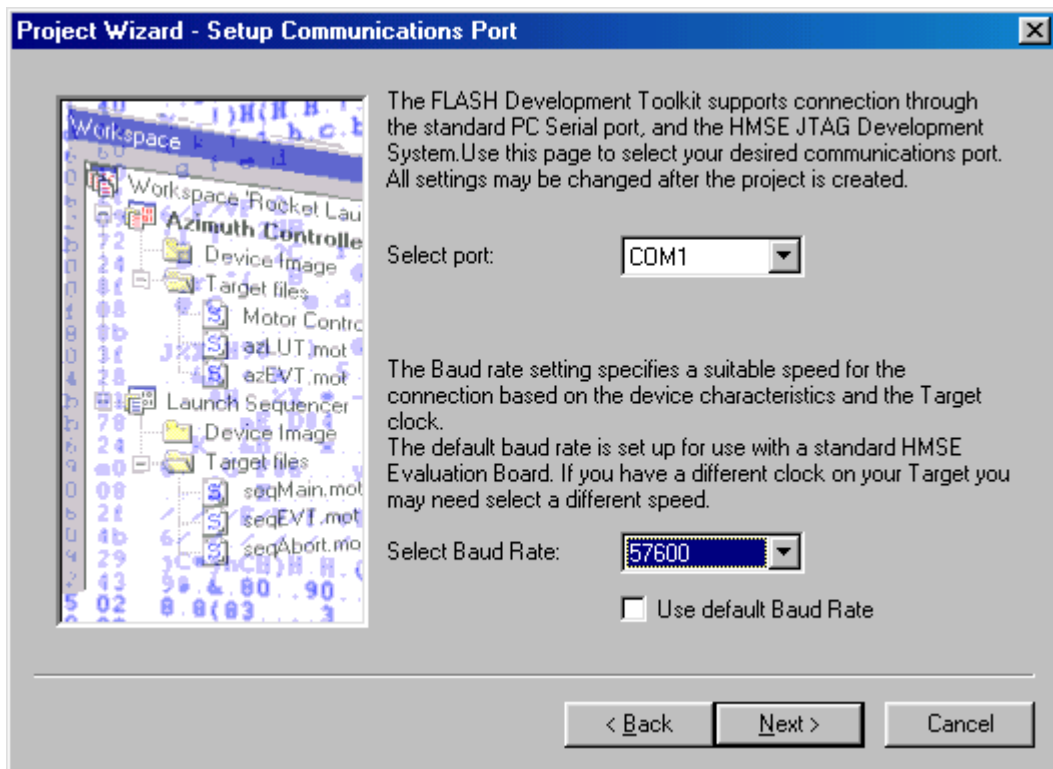 Project Wizard - Setup Communications Port
Workspace
Workspace 'Rocket Lau
Azimuth Controlle
Device Image
Target files
Motor Contro
azLUT.mot
azEVT.mot
Launch Sequencer
Device Image
Target files
seqMain.mot
seqEVT.mot
seqAbort.mo
The FLASH Development Toolkit supports connection through
the standard PC Serial port, and the HMSE JTAG Development
System.Use this page to select your desired communications port.
All settings may be changed after the project is created.
Select port:
COM1
The Baud rate setting specifies a suitable speed for the
connection based on the device characteristics and the Target
clock.
The default baud rate is set up for use with a standard HMSE
Evaluation Board. If you have a different clock on your Target you
may need select a different speed.
Select Baud Rate:
57600
Use default Baud Rate
< Back
Next >
Cancel